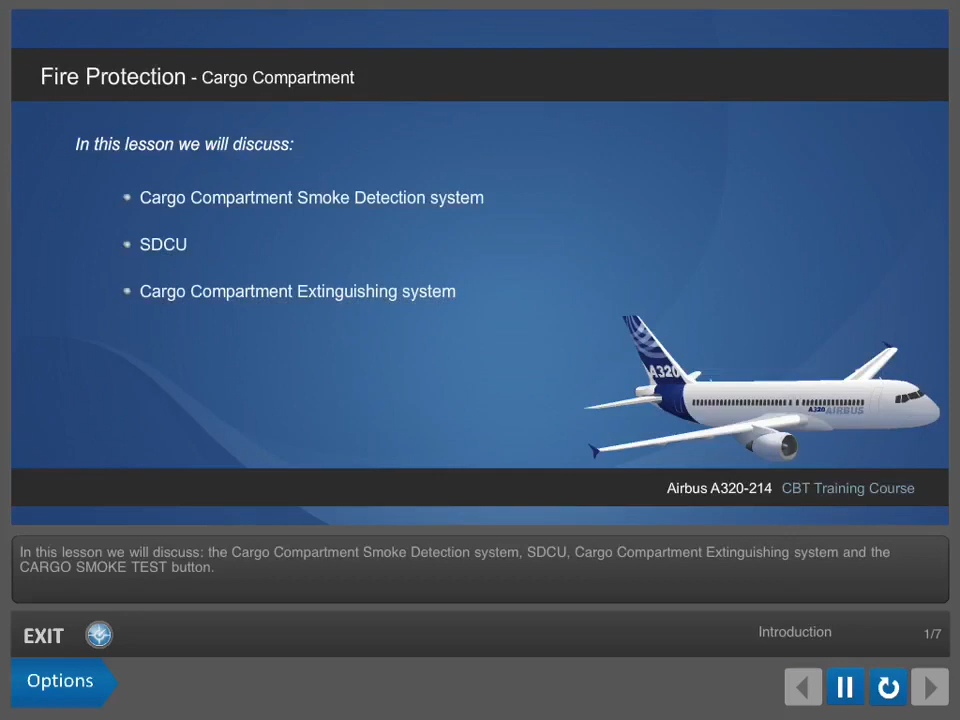 Fire Protection - Cargo Compartment
In this lesson we will discuss:
Cargo Compartment Smoke Detection system
SDCU
Cargo Compartment Extinguishing system
A320
A320 AIRBUS
Airbus A320-214 CBT Training Course
In this lesson we will discuss: the Cargo Compartment Smoke Detection system, SDCU, Cargo Compartment Extinguishing system and the
CARGO SMOKE TEST button.
EXIT
Introduction 1/7
Options